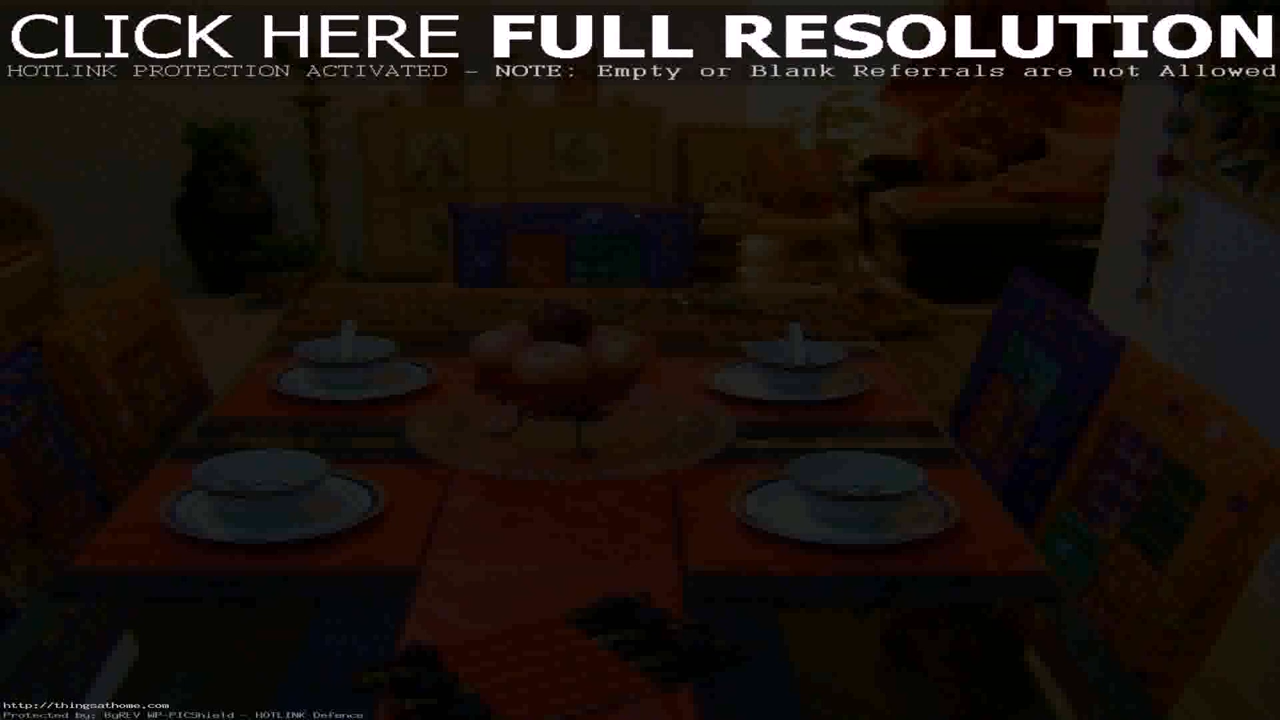 CLICK HERE FULL RESOLUTION
HOTLINK PROTECTION ACTIVATED - NOTE: Empty or Blank Referrals are not Allowed
http://thingsathome.com
Protected by: BgREV WP-PICShield - HOTLINK Defence